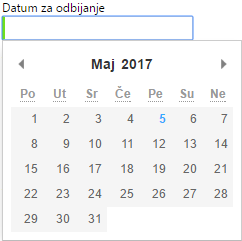 Datum za odbijanje
Maj 2017
Po Ut Sr Če Pe Su Ne
1 2 3 4 5 6 7
8 9 10 11 12 13 14
15 16 17 18 19 20 21
22 23 24 25 26 27 28
29 30 31